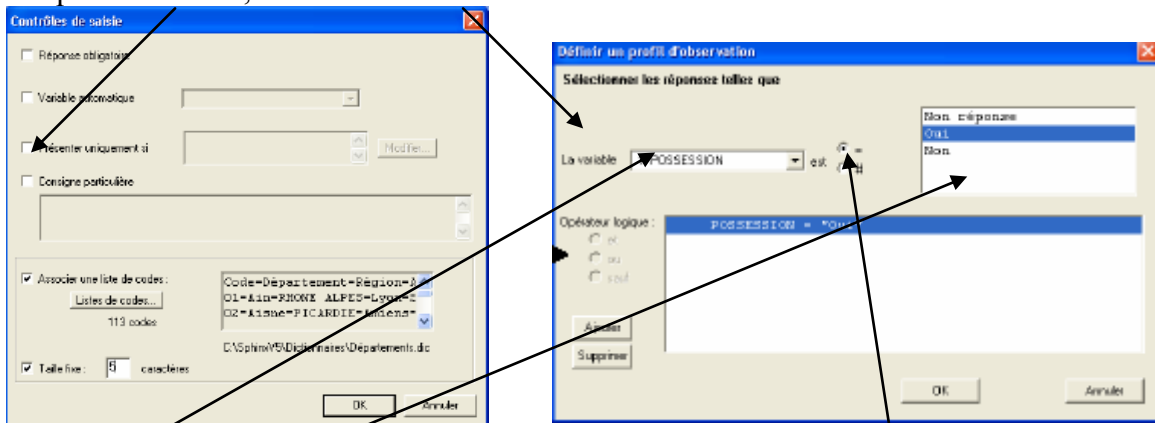 Contrôles de saisie
Réponse obligatoire
Variable automatique
Présenter uniquement si
Modifier...
Consigne particulière
Associer une liste de codes :
Listes de codes...
113 codes
Code=Département=Région=A
01=Ain=RHONE ALPES=Lyon=
02=Aisne=PICARDIE=Amiens=
C:\SphinxV5\Dictionnaires\Départements.dic
Taille fixe : 5 caractères
OK Annuler
Définir un profil d'observation
Sélectionner les réponses telles que
La variable POSSESSION est =
#
Non réponse
Oui
Non
Opérateur logique :
et
ou
sauf
POSSESSION = "Oui
Ajouter
Supprimer
OK Annuler